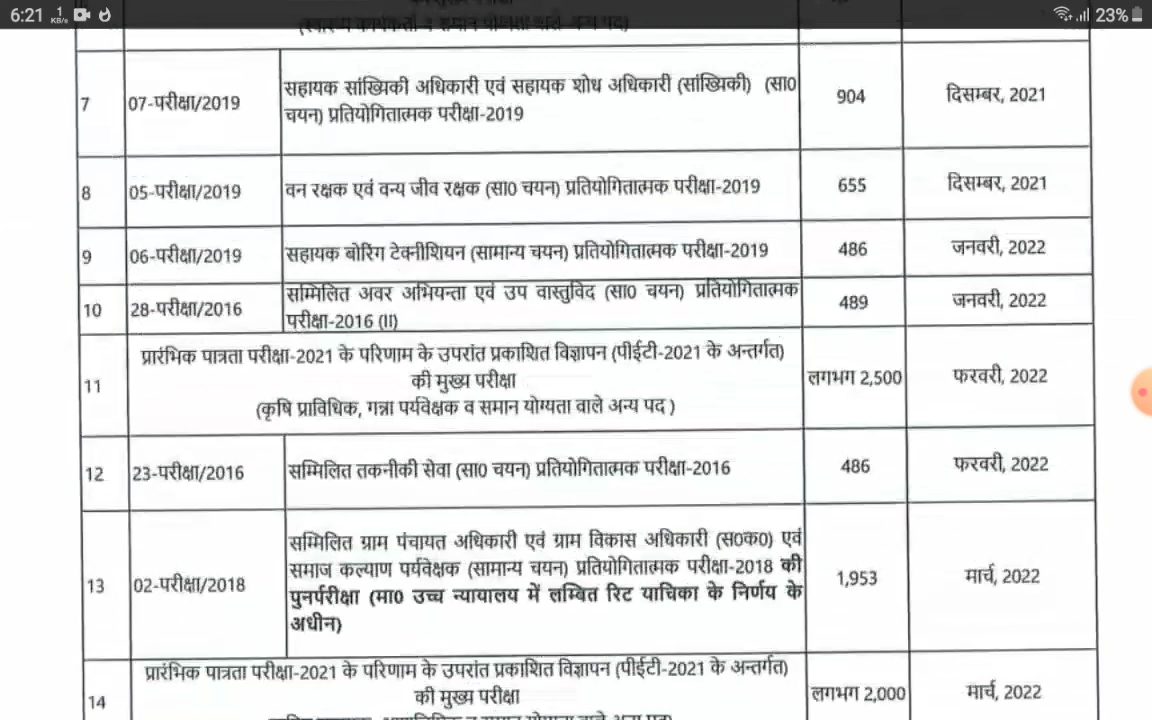 6:21 1 KB/s 23%
(स्वास्थ्य कार्यकर्ता व समान योग्यता वाले अन्य पद)
7 07-परीक्षा/2019 सहायक सांख्यिकी अधिकारी एवं सहायक शोध अधिकारी (सांख्यिकी) (सा0 904 दिसम्बर, 2021
चयन) प्रतियोगितात्मक परीक्षा-2019
8 05-परीक्षा/2019 वन रक्षक एवं वन्य जीव रक्षक (सा0 चयन) प्रतियोगितात्मक परीक्षा-2019 655 दिसम्बर, 2021
9 06-परीक्षा/2019 सहायक बोरिंग टेक्नीशियन (सामान्य चयन) प्रतियोगितात्मक परीक्षा-2019 486 जनवरी, 2022
10 28-परीक्षा/2016 सम्मिलित अवर अभियन्ता एवं उप वास्तुविद (सा0 चयन) प्रतियोगितात्मक 489 जनवरी, 2022
परीक्षा-2016 (II)
11 प्रारंभिक पात्रता परीक्षा-2021 के परिणाम के उपरांत प्रकाशित विज्ञापन (पीईटी-2021 के अन्तर्गत) लगभग 2,500 फरवरी, 2022
की मुख्य परीक्षा
(कृषि प्राविधिक, गन्ना पर्यवेक्षक व समान योग्यता वाले अन्य पद )
12 23-परीक्षा/2016 सम्मिलित तकनीकी सेवा (सा0 चयन) प्रतियोगितात्मक परीक्षा-2016 486 फरवरी, 2022
13 02-परीक्षा/2018 सम्मिलित ग्राम पंचायत अधिकारी एवं ग्राम विकास अधिकारी (स0क0) एवं 1,953 मार्च, 2022
समाज कल्याण पर्यवेक्षक (सामान्य चयन) प्रतियोगितात्मक परीक्षा-2018 की
पुनर्परीक्षा (मा0 उच्च न्यायालय में लम्बित रिट याचिका के निर्णय के
अधीन)
14 प्रारंभिक पात्रता परीक्षा-2021 के परिणाम के उपरांत प्रकाशित विज्ञापन (पीईटी-2021 के अन्तर्गत) लगभग 2,000 मार्च, 2022
की मुख्य परीक्षा